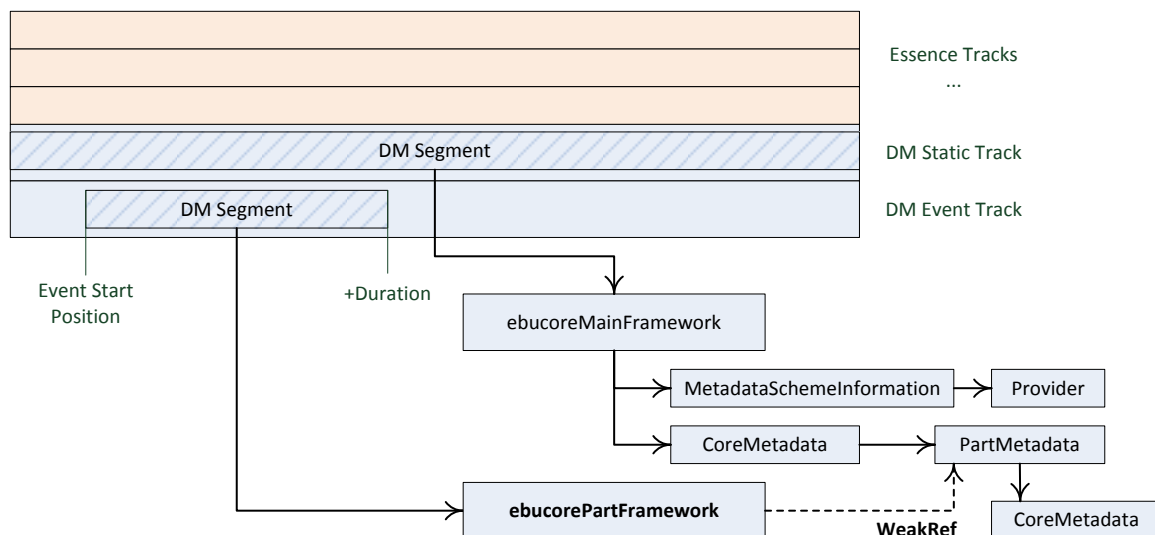 Essence Tracks
...
DM Segment
DM Static Track
DM Segment
DM Event Track
Event Start
Position
+Duration
ebucoreMainFramework
MetadataSchemeInformation
Provider
CoreMetadata
PartMetadata
ebucorePartFramework
WeakRef
CoreMetadata